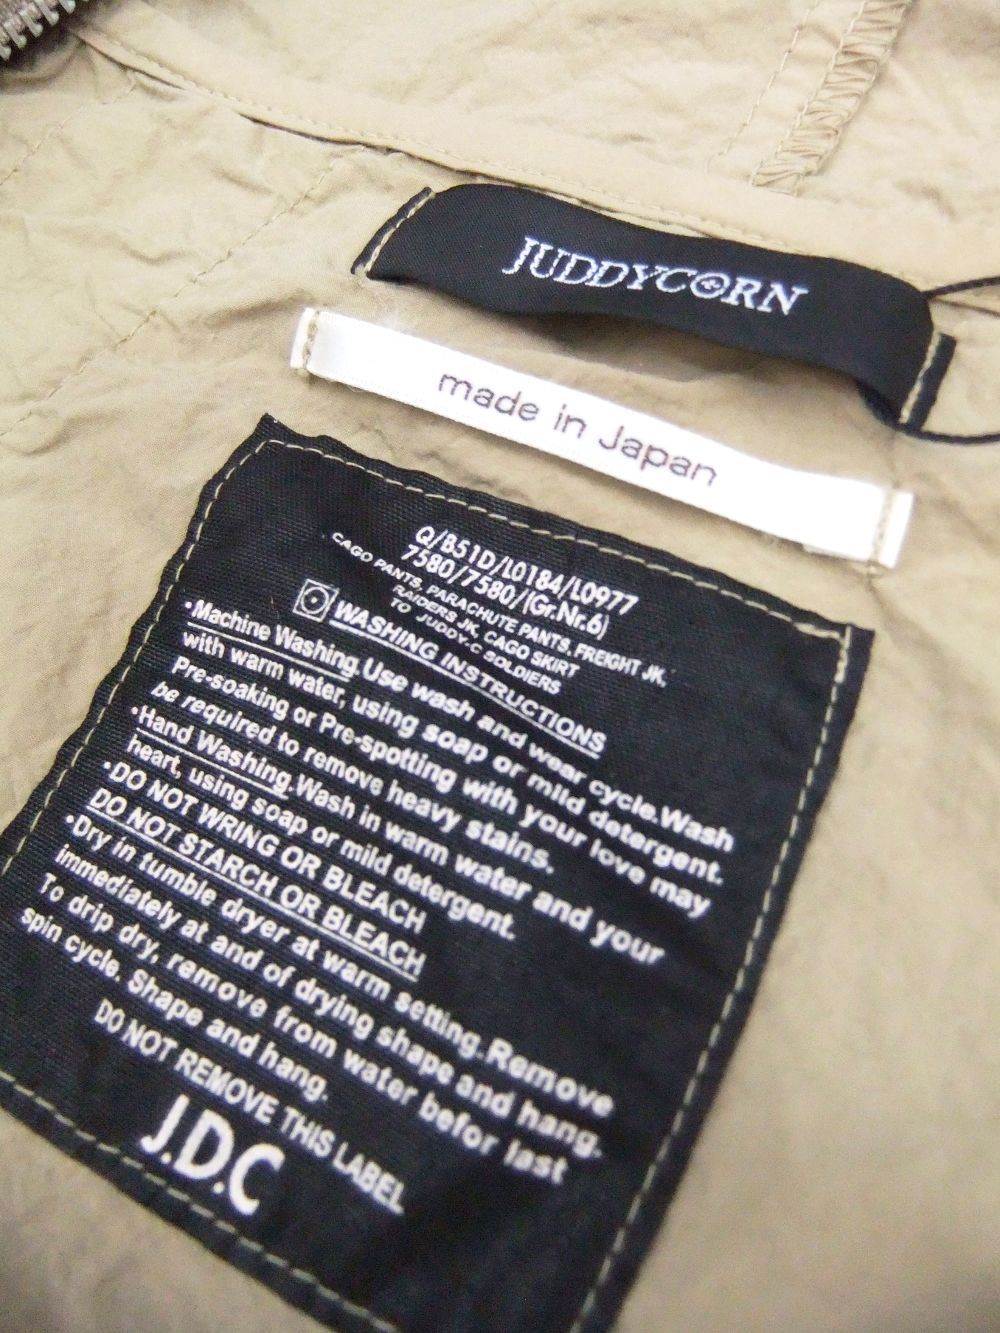 JUDDYCORN
made in Japan
Q/B51D/L0184/L0977
7580/7580/(Gr.Nr.6)
CAGO PANTS, PARACHUTE PANTS, FREIGHT JK,
RAIDERS JK, CAGO SKIRT
TO JUDDY.C SOLDIERS
WASHING INSTRUCTIONS
·Machine Washing.Use wash and wear cycle.Wash
with warm water, using soap or mild detergent.
Pre-soaking or Pre-spotting with your love may
be required to remove heavy stains.
·Hand Washing.Wash in warm water and your
heart, using soap or mild detergent.
·DO NOT WRING OR BLEACH
DO NOT STARCH OR BLEACH
·Dry in tumble dryer at warm setting.Remove
immediately at and of drying shape and hang.
To drip dry, remove from water befor last
spin cycle. Shape and hang.
DO NOT REMOVE THIS LABEL
J.D.C